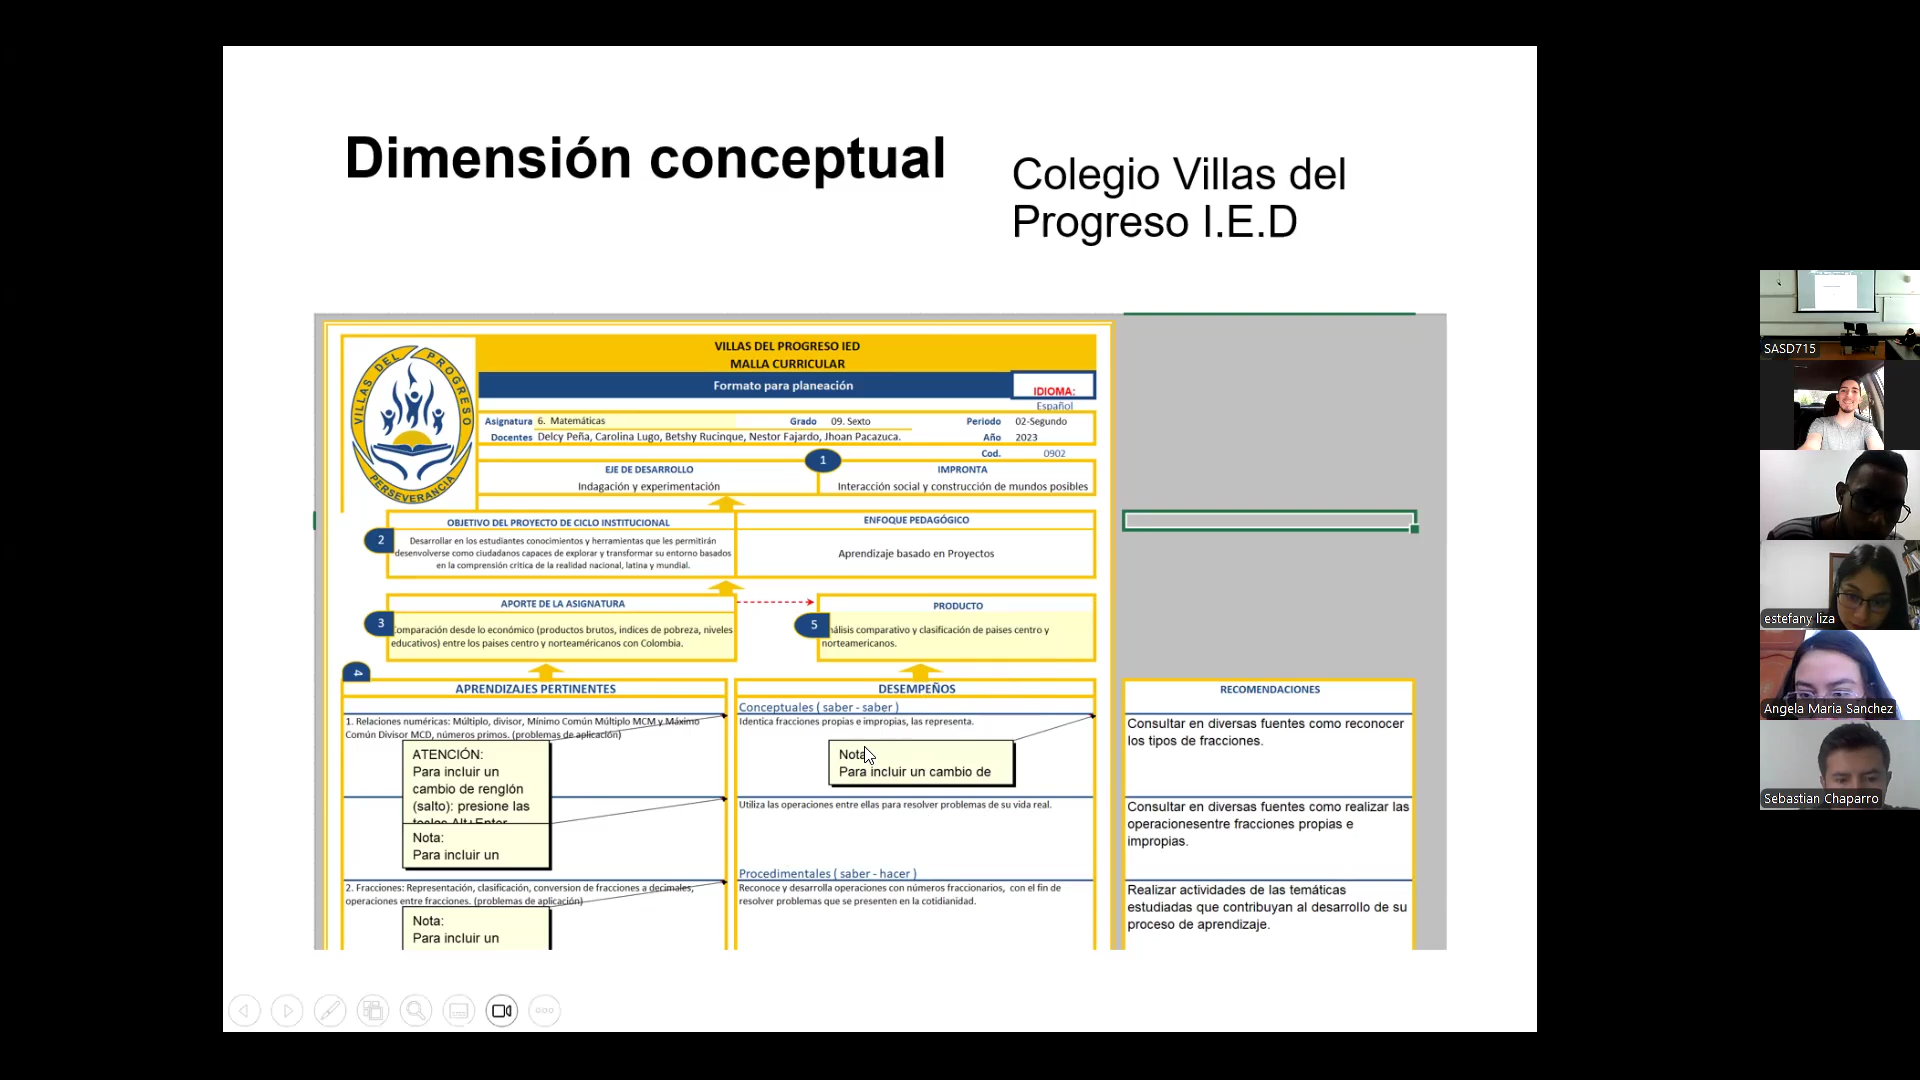 Dimensión conceptual
Colegio Villas del
Progreso I.E.D
VILLAS DEL PROGRESO
PERSEVERANCIA
VILLAS DEL PROGRESO IED
MALLA CURRICULAR
Formato para planeación
IDIOMA:
Español
Asignatura 6. Matemáticas Grado 09. Sexto Periodo 02-Segundo
Docentes Delcy Peña, Carolina Lugo, Betshy Rucinque, Nestor Fajardo, Jhoan Pacazuca. Año 2023
Cod. 0902
1
EJE DE DESARROLLO
Indagación y experimentación
IMPRONTA
Interacción social y construcción de mundos posibles
2
OBJETIVO DEL PROYECTO DE CICLO INSTITUCIONAL
Desarrollar en los estudiantes conocimientos y herramientas que les permitirán
desenvolverse como ciudadanos capaces de explorar y transformar su entorno basados
en la comprensión critica de la realidad nacional, latina y mundial.
ENFOQUE PEDAGÓGICO
Aprendizaje basado en Proyectos
3
APORTE DE LA ASIGNATURA
Comparación desde lo económico (productos brutos, indices de pobreza, niveles
educativos) entre los paises centro y norteaméricanos con Colombia.
5
PRODUCTO
nálisis comparativo y clasificación de paises centro y
norteamericanos.
4
APRENDIZAJES PERTINENTES
1. Relaciones numéricas: Múltiplo, divisor, Mínimo Común Múltiplo MCM y Máximo
Común Divisor MCD, números primos. (problemas de aplicación)
ATENCIÓN:
Para incluir un
cambio de renglón
(salto): presione las
teclas Alt+Enter
Nota:
Para incluir un
2. Fracciones: Representación, clasificación, conversion de fracciones a decimales,
operaciones entre fracciones. (problemas de aplicación)
Nota:
Para incluir un
DESEMPEÑOS
Conceptuales ( saber - saber )
Identica fracciones propias e impropias, las representa.
Nota
Para incluir un cambio de
Utiliza las operaciones entre ellas para resolver problemas de su vida real.
Procedimentales ( saber - hacer )
Reconoce y desarrolla operaciones con números fraccionarios, con el fin de
resolver problemas que se presenten en la cotidianidad.
RECOMENDACIONES
Consultar en diversas fuentes como reconocer
los tipos de fracciones.
Consultar en diversas fuentes como realizar las
operacionesentre fracciones propias e
impropias.
Realizar actividades de las temáticas
estudiadas que contribuyan al desarrollo de su
proceso de aprendizaje.
SASD715
estefany liza
Angela Maria Sanchez
Sebastian Chaparro